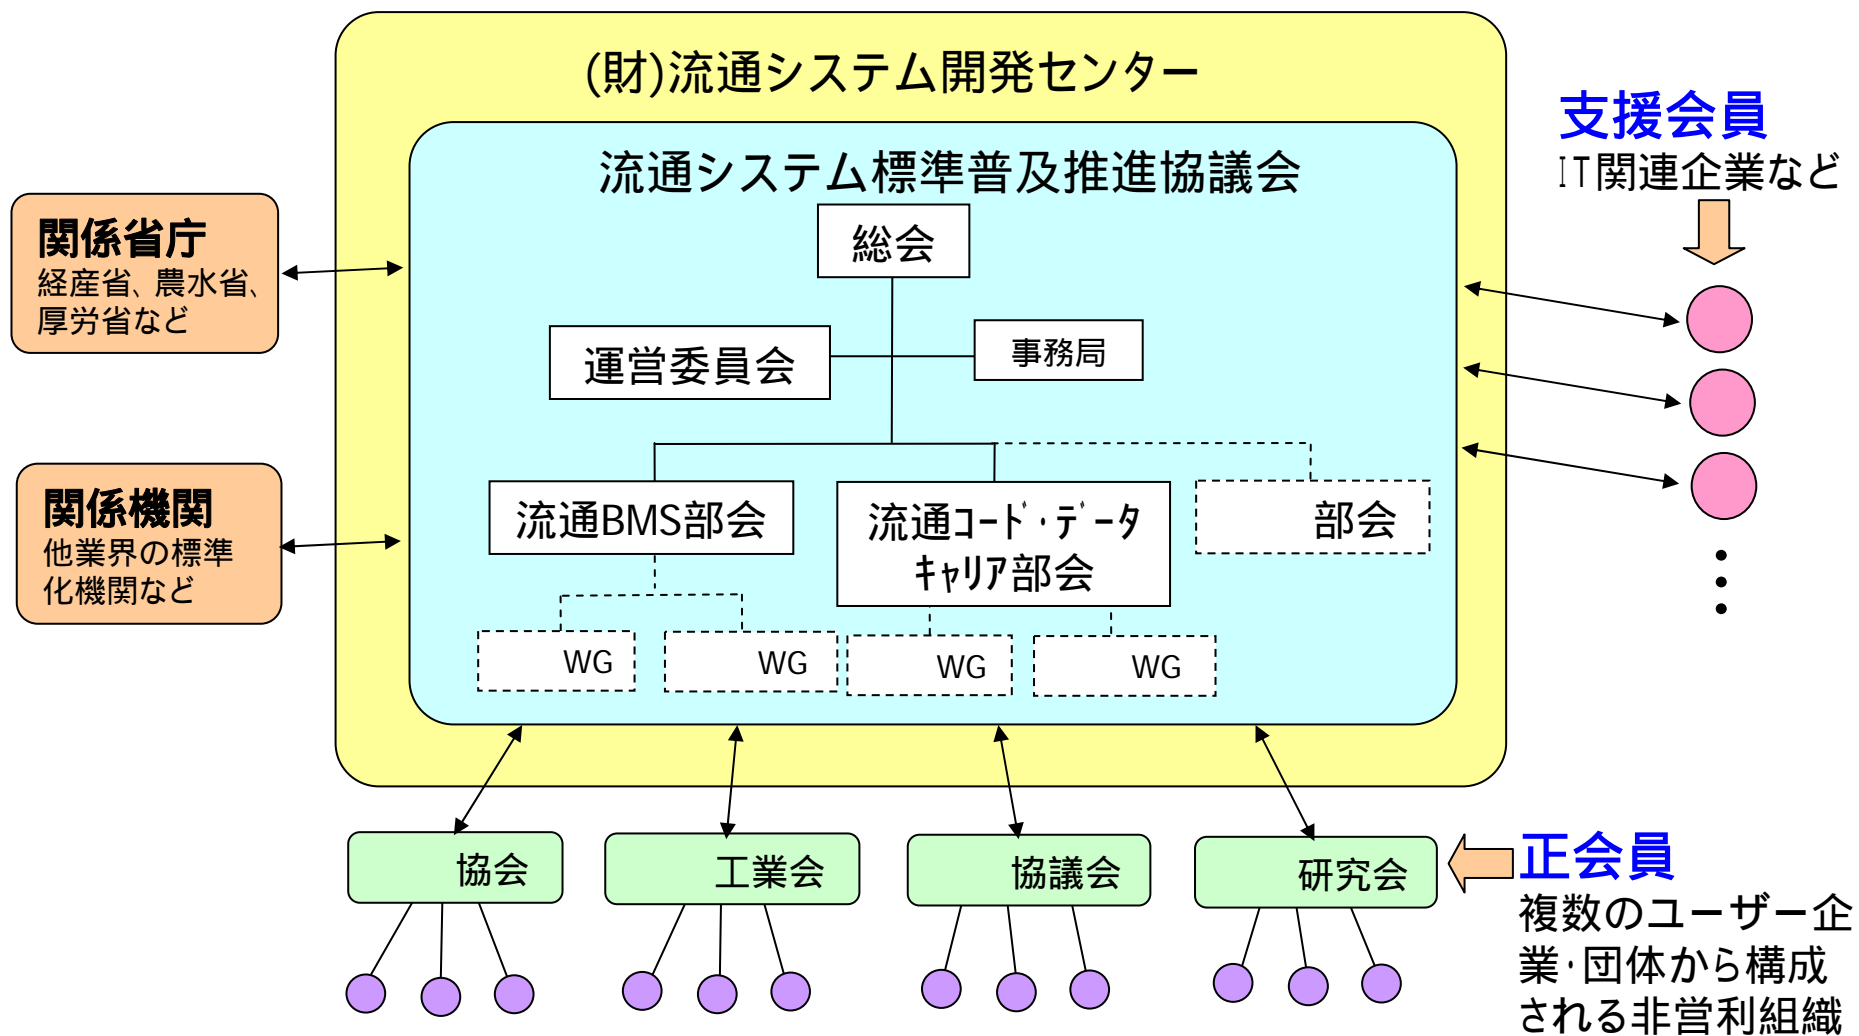 (財)流通システム開発センター
流通システム標準普及推進協議会
総会
運営委員会
事務局
流通BMS部会
流通ｺｰﾄﾞ・ﾃﾞｰﾀ
ｷｬﾘｱ部会
部会
WG
WG
WG
WG
関係省庁
経産省、農水省、
厚労省など
関係機関
他業界の標準
化機関など
支援会員
IT関連企業など
協会
工業会
協議会
研究会
正会員
複数のユーザー企
業・団体から構成
される非営利組織